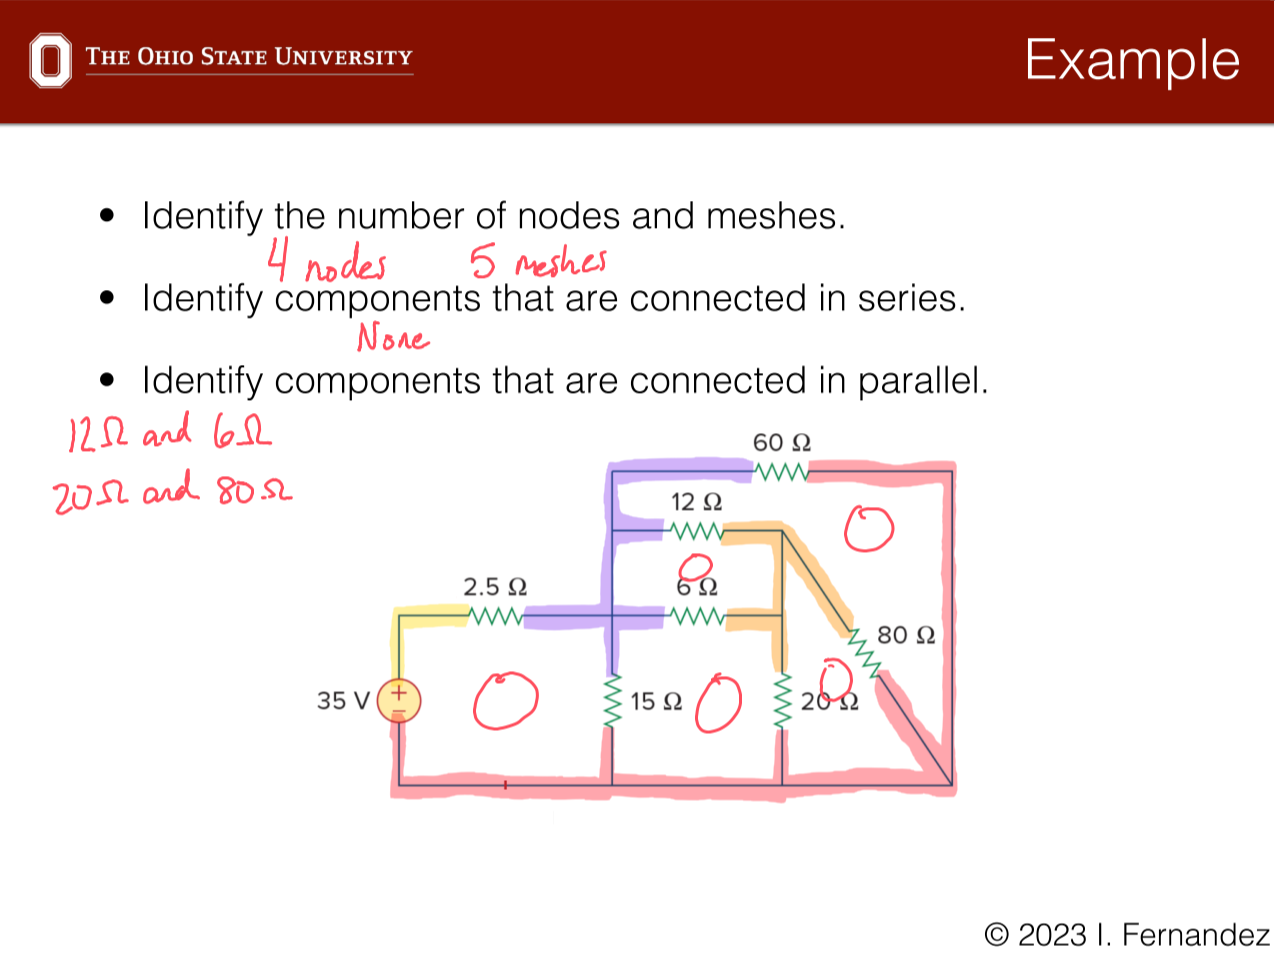 THE OHIO STATE UNIVERSITY
Example
• Identify the number of nodes and meshes.
4 nodes 5 meshes
• Identify components that are connected in series.
None
• Identify components that are connected in parallel.
12Ω and 6Ω
20Ω and 80Ω
60 Ω
12 Ω
2.5 Ω
6 Ω
80 Ω
35 V
+
−
15 Ω
20 Ω
© 2023 I. Fernandez